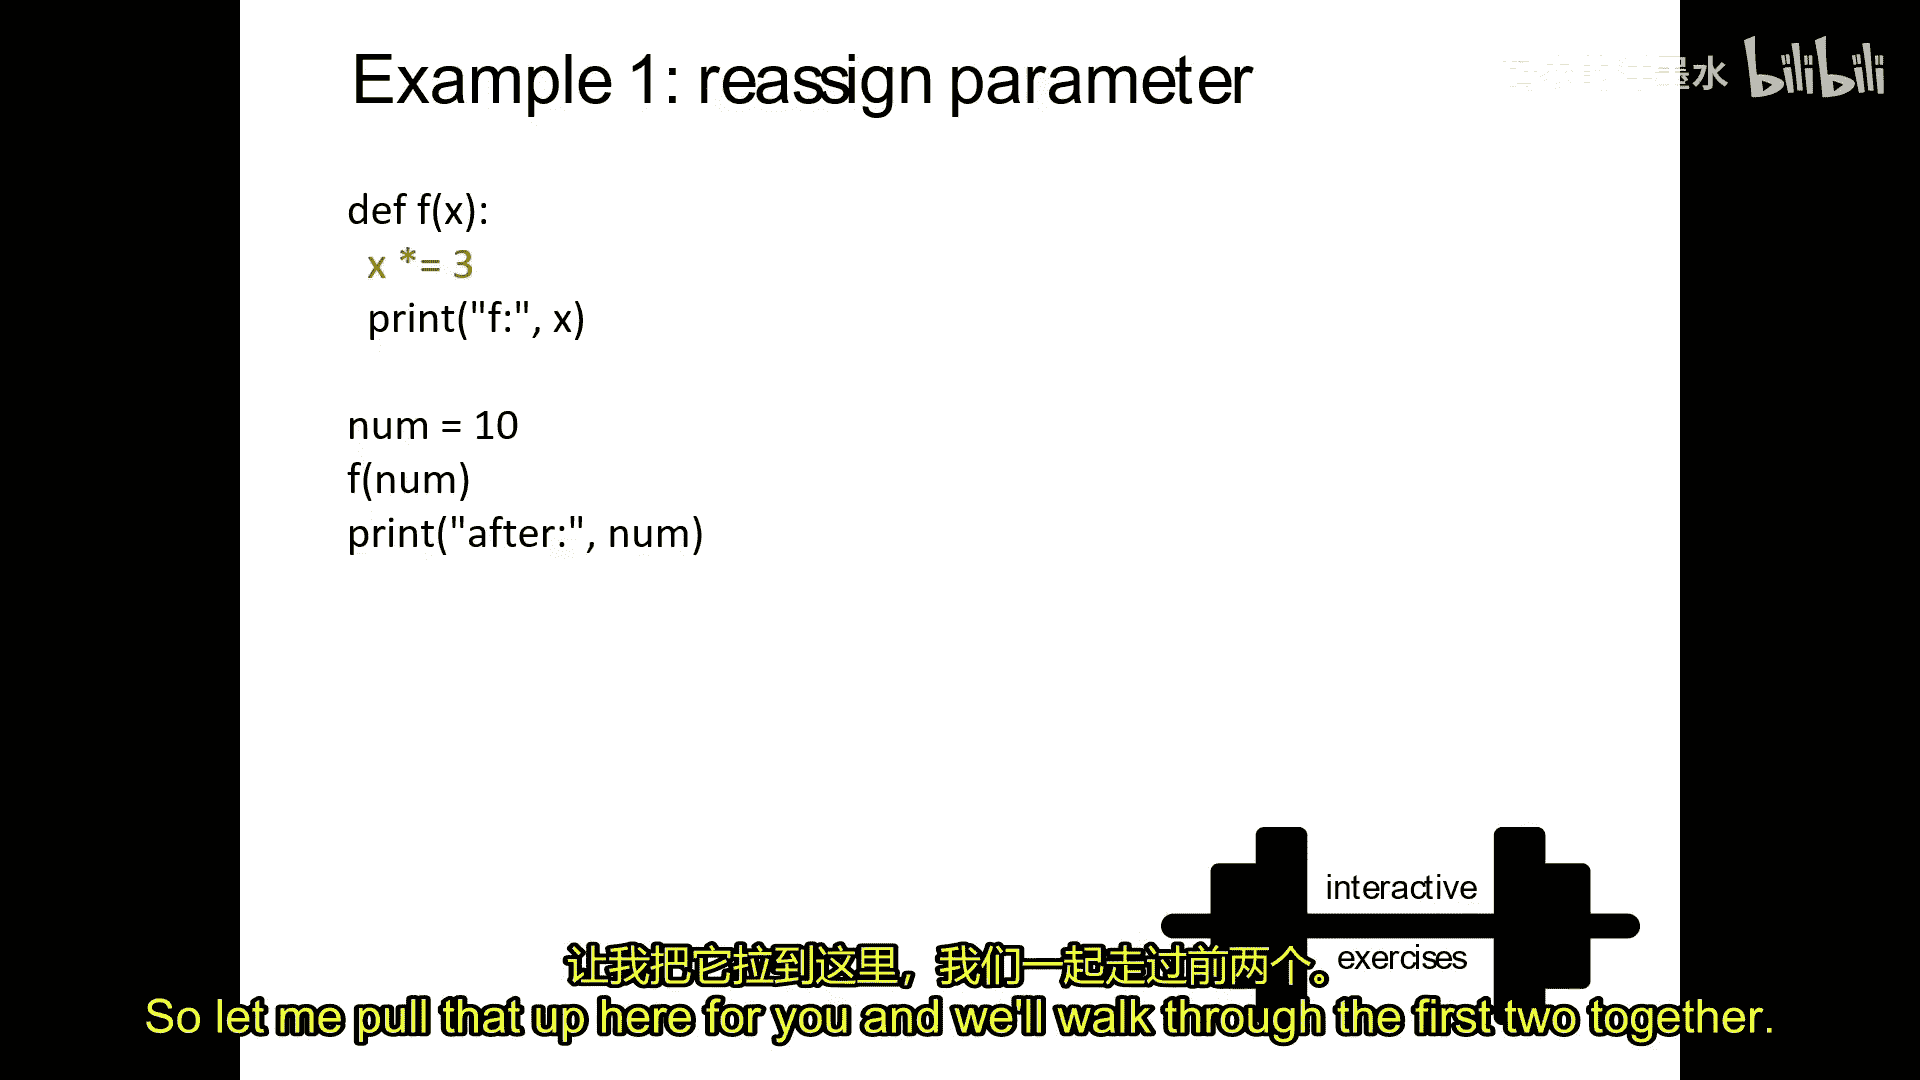 Example 1: reassign parameter
墨水 bilibili
def f(x):
x *= 3
print("f:", x)
num = 10
f(num)
print("after:", num)
interactive
exercises
让我把它拉到这里，我们一起走过前两个。
So let me pull that up here for you and we'll walk through the first two together.